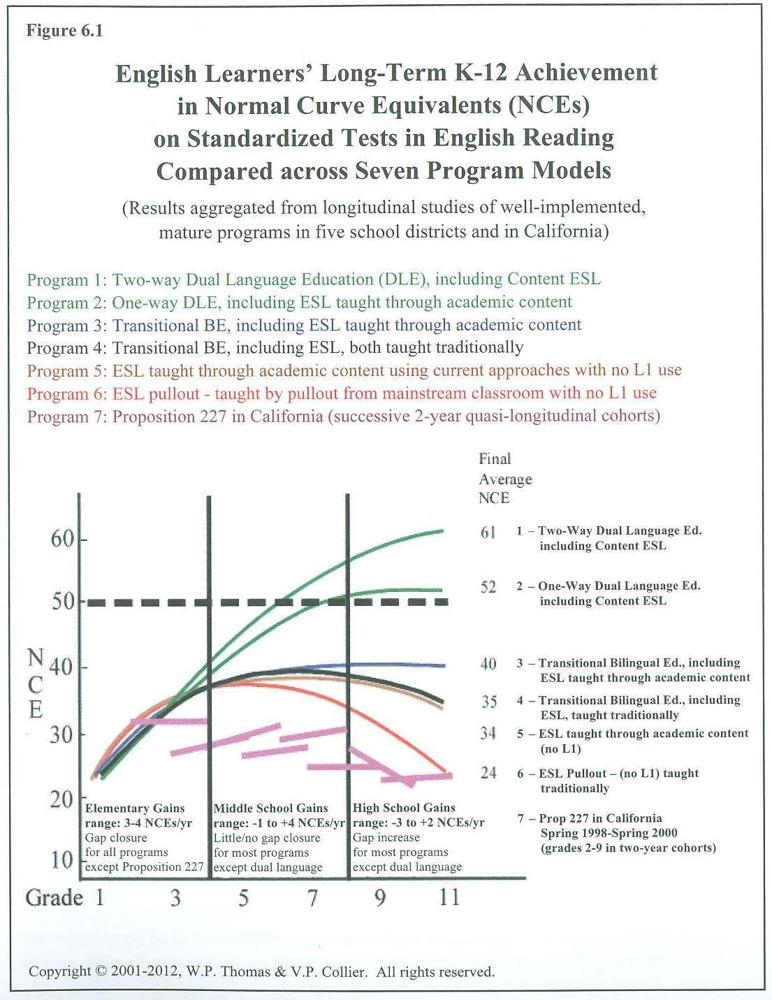 Figure 6.1
English Learners’ Long-Term K-12 Achievement
in Normal Curve Equivalents (NCEs)
on Standardized Tests in English Reading
Compared across Seven Program Models
(Results aggregated from longitudinal studies of well-implemented,
mature programs in five school districts and in California)
Program 1: Two-way Dual Language Education (DLE), including Content ESL
Program 2: One-way DLE, including ESL taught through academic content
Program 3: Transitional BE, including ESL taught through academic content
Program 4: Transitional BE, including ESL, both taught traditionally
Program 5: ESL taught through academic content using current approaches with no L1 use
Program 6: ESL pullout - taught by pullout from mainstream classroom with no L1 use
Program 7: Proposition 227 in California (successive 2-year quasi-longitudinal cohorts)
Final
Average
NCE
61 1 – Two-Way Dual Language Ed.
including Content ESL
52 2 – One-Way Dual Language Ed.
including Content ESL
40 3 – Transitional Bilingual Ed., including
ESL taught through academic content
35 4 – Transitional Bilingual Ed., including
ESL, taught traditionally
34 5 – ESL taught through academic content
(no L1)
24 6 – ESL Pullout – (no L1) taught
traditionally
7 – Prop 227 in California
Spring 1998-Spring 2000
(grades 2-9 in two-year cohorts)
NCE
60
50
40
30
20
10
Elementary Gains
range: 3-4 NCEs/yr
Gap closure
for all programs
except Proposition 227
Middle School Gains
range: -1 to +4 NCEs/yr
Little/no gap closure
for most programs
except dual language
High School Gains
range: -3 to +2 NCEs/yr
Gap increase
for most programs
except dual language
Grade 1 3 5 7 9 11
Copyright © 2001-2012, W.P. Thomas & V.P. Collier. All rights reserved.